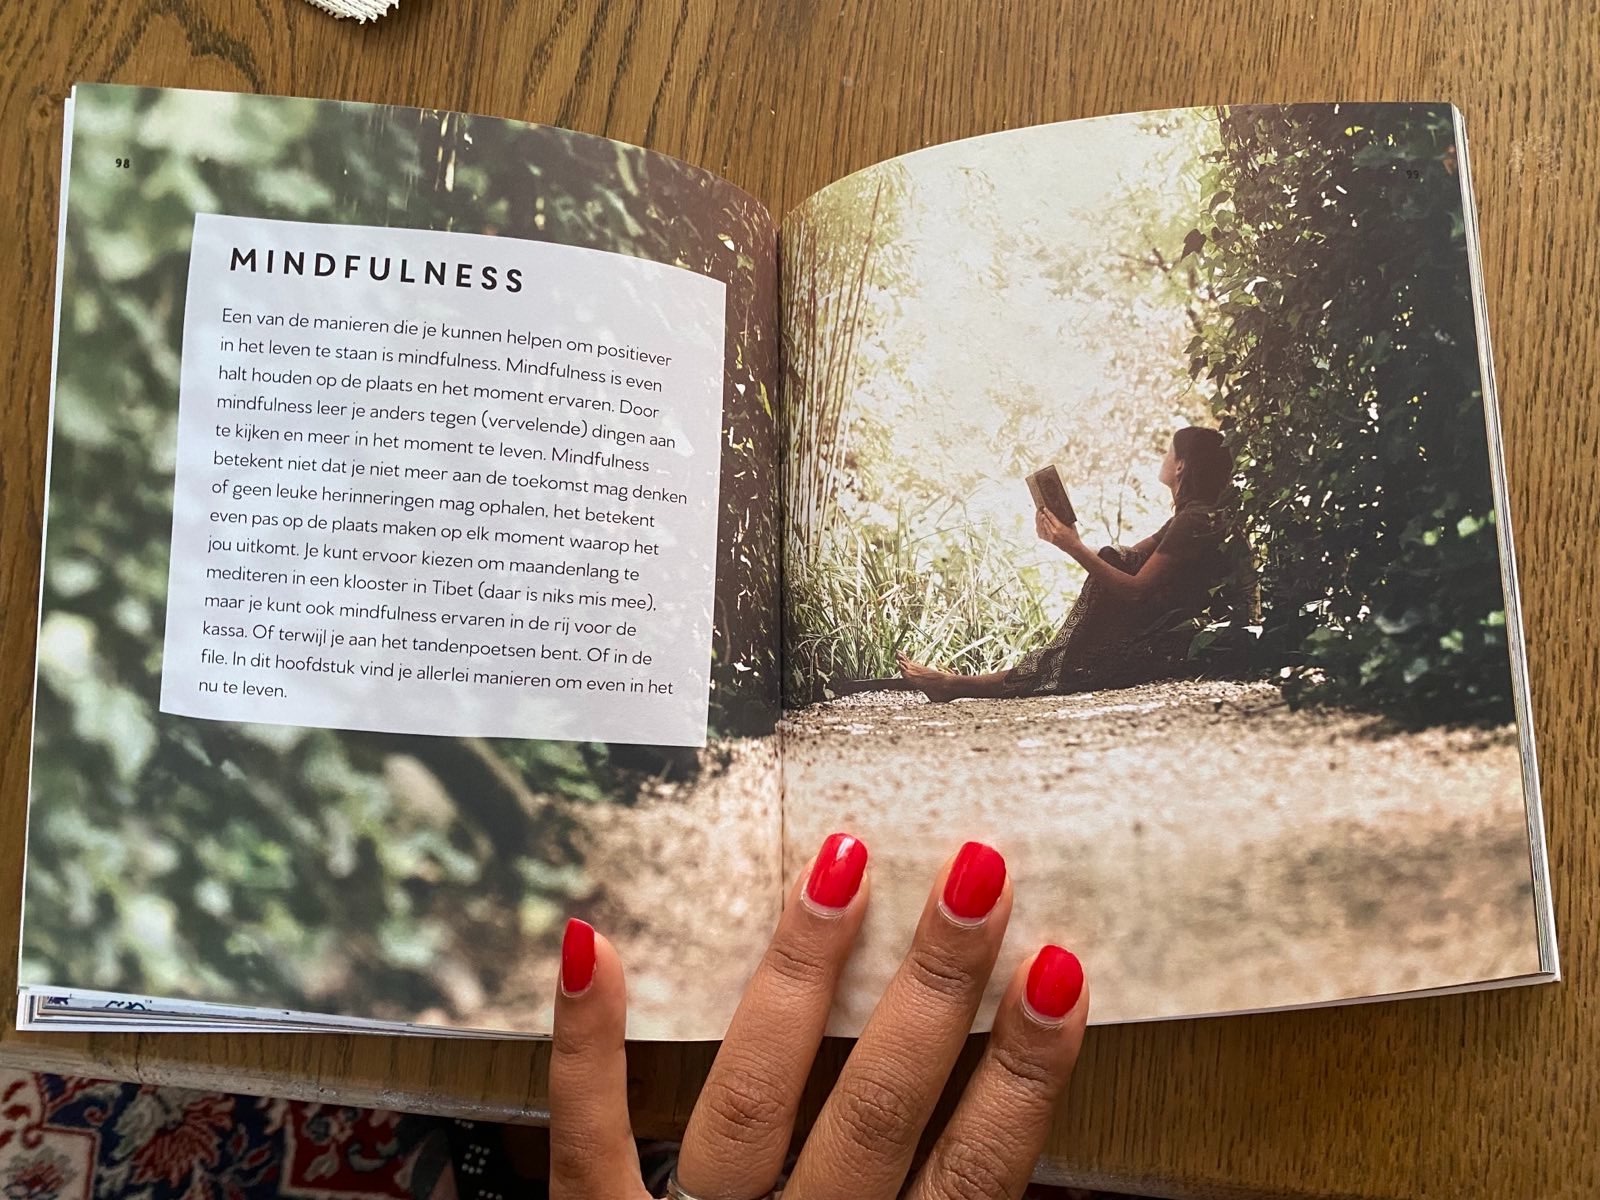 98
MINDFULNESS
Een van de manieren die je kunnen helpen om positiever
in het leven te staan is mindfulness. Mindfulness is even
halt houden op de plaats en het moment ervaren. Door
mindfulness leer je anders tegen (vervelende) dingen aan
te kijken en meer in het moment te leven. Mindfulness
betekent niet dat je niet meer aan de toekomst mag denken
of geen leuke herinneringen mag ophalen, het betekent
even pas op de plaats maken op elk moment waarop het
jou uitkomt. Je kunt ervoor kiezen om maandenlang te
mediteren in een klooster in Tibet (daar is niks mis mee),
maar je kunt ook mindfulness ervaren in de rij voor de
kassa. Of terwijl je aan het tandenpoetsen bent. Of in de
file. In dit hoofdstuk vind je allerlei manieren om even in het
nu te leven.
99